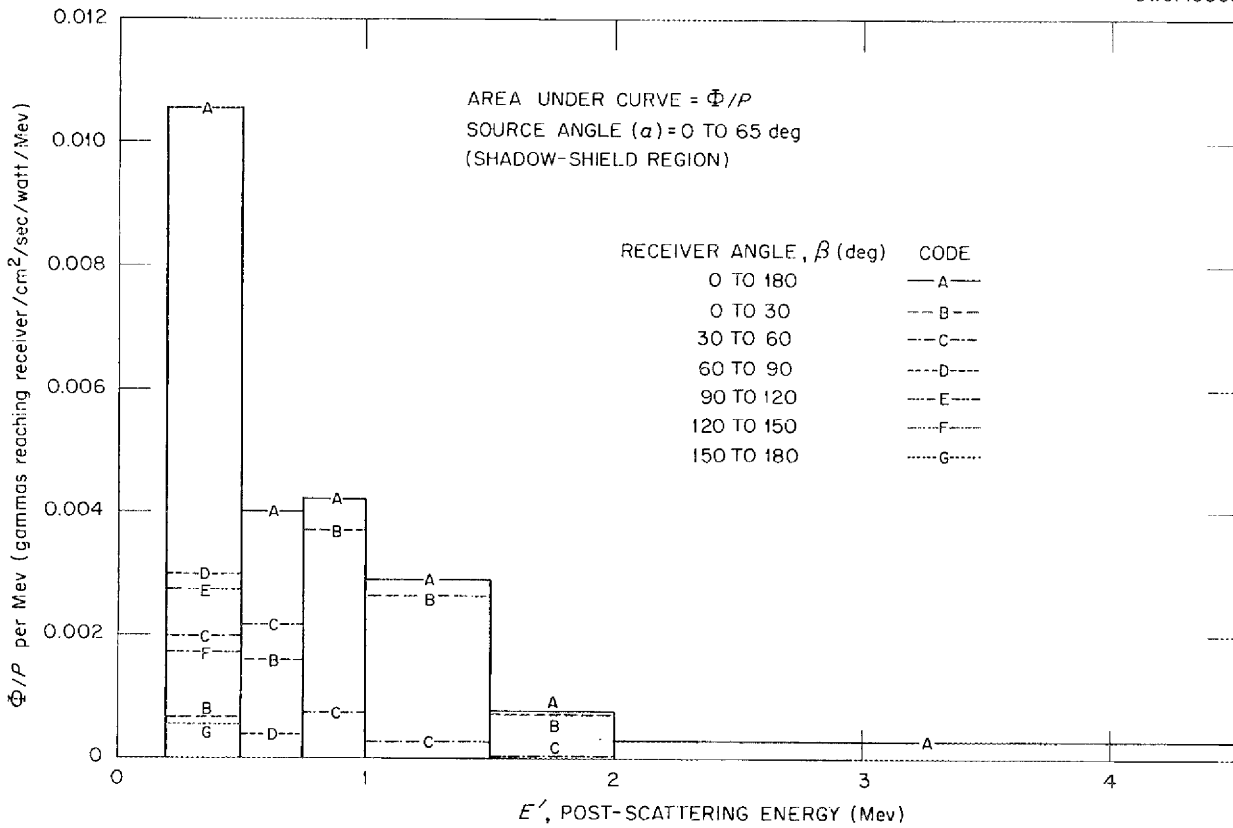 0.012
0.010
0.008
0.006
0.004
0.002
0
Φ/P per Mev (gammas reaching receiver/cm²/sec/watt/Mev)
AREA UNDER CURVE = Φ/P
SOURCE ANGLE (α) = 0 TO 65 deg
(SHADOW-SHIELD REGION)
RECEIVER ANGLE, β (deg) CODE
0 TO 180 A
0 TO 30 B
30 TO 60 C
60 TO 90 D
90 TO 120 E
120 TO 150 F
150 TO 180 G
A
D
E
C
F
B
G
A
C
B
D
A
B
C
A
B
C
A
B
C
A
0 1 2 3 4
E′, POST-SCATTERING ENERGY (Mev)